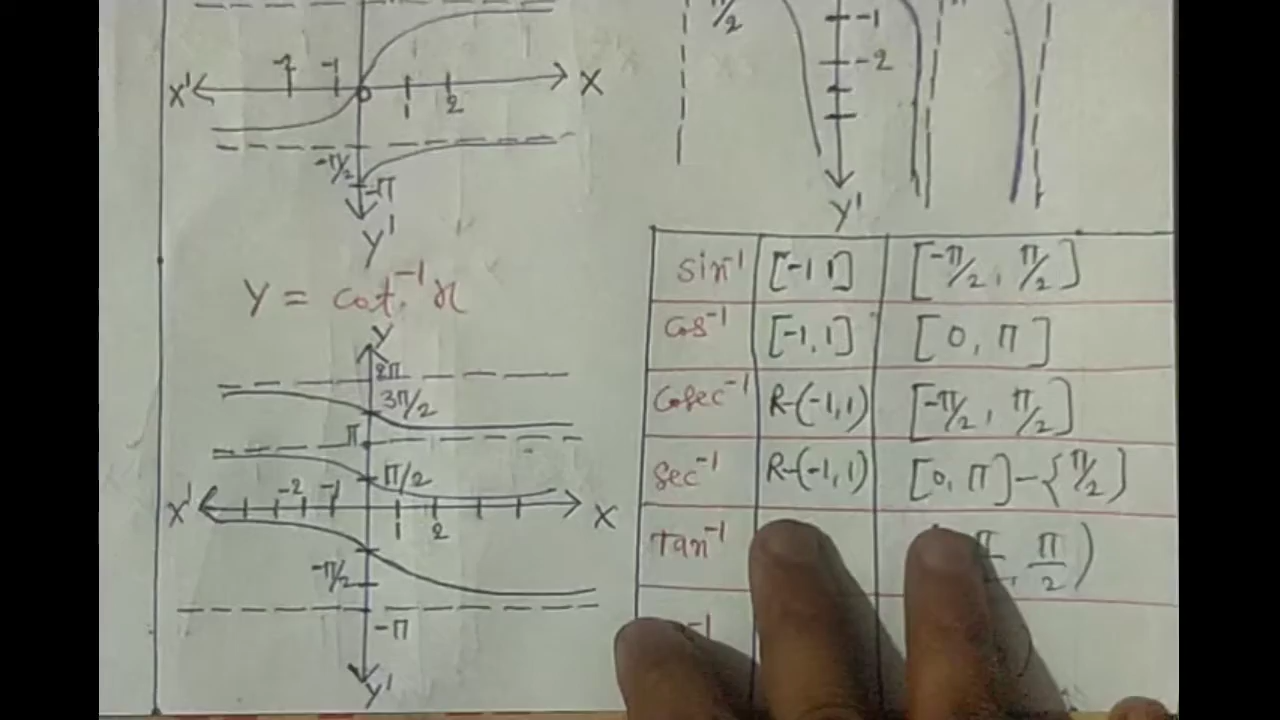 -2 -1
X' O 1 2 X
-π/2
-π
Y'
Y = cot⁻¹ x
Y
2π
3π/2
π
π/2
X' -2 -1 1 2 X
-π/2
-π
Y'
π/2 -1
-2
Y'
sin⁻¹ [-1 1] [-π/2, π/2]
Cos⁻¹ [-1, 1] [0, π]
Cosec⁻¹ R-(-1,1) [-π/2, π/2]
Sec⁻¹ R-(-1,1) [0, π]-{π/2}
Tan⁻¹ π, π/2)
-1